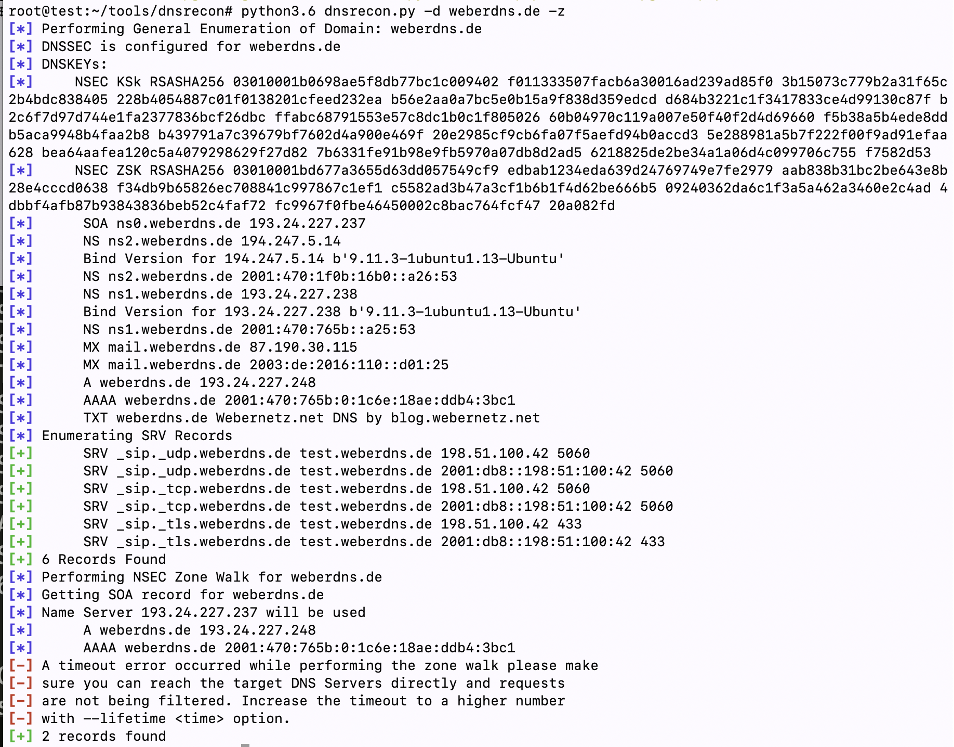 root@test:~/tools/dnsrecon# python3.6 dnsrecon.py -d weberdns.de -z
[*] Performing General Enumeration of Domain: weberdns.de
[*] DNSSEC is configured for weberdns.de
[*] DNSKEYs:
[*]     NSEC KSk RSASHA256 03010001b0698ae5f8db77bc1c009402 f011333507facb6a30016ad239ad85f0 3b15073c779b2a31f65c
2b4bdc838405 228b4054887c01f0138201cfeed232ea b56e2aa0a7bc5e0b15a9f838d359edcd d684b3221c1f3417833ce4d99130c87f b
2c6f7d97d744e1fa2377836bcf26dbc ffabc68791553e57c8dc1b0c1f805026 60b04970c119a007e50f40f2d4d69660 f5b38a5b4ede8dd
b5aca9948b4faa2b8 b439791a7c39679bf7602d4a900e469f 20e2985cf9cb6fa07f5aefd94b0accd3 5e288981a5b7f222f00f9ad91efaa
628 bea64aafea120c5a4079298629f27d82 7b6331fe91b98e9fb5970a07db8d2ad5 6218825de2be34a1a06d4c099706c755 f7582d53
[*]     NSEC ZSK RSASHA256 03010001bd677a3655d63dd057549cf9 edbab1234eda639d24769749e7fe2979 aab838b31bc2be643e8b
28e4cccd0638 f34db9b65826ec708841c997867c1ef1 c5582ad3b47a3cf1b6b1f4d62be666b5 09240362da6c1f3a5a462a3460e2c4ad 4
dbbf4afb87b93843836beb52c4faf72 fc9967f0fbe46450002c8bac764fcf47 20a082fd
[*]      SOA ns0.weberdns.de 193.24.227.237
[*]      NS ns2.weberdns.de 194.247.5.14
[*]      Bind Version for 194.247.5.14 b'9.11.3-1ubuntu1.13-Ubuntu'
[*]      NS ns2.weberdns.de 2001:470:1f0b:16b0::a26:53
[*]      NS ns1.weberdns.de 193.24.227.238
[*]      Bind Version for 193.24.227.238 b'9.11.3-1ubuntu1.13-Ubuntu'
[*]      NS ns1.weberdns.de 2001:470:765b::a25:53
[*]      MX mail.weberdns.de 87.190.30.115
[*]      MX mail.weberdns.de 2003:de:2016:110::d01:25
[*]      A weberdns.de 193.24.227.248
[*]      AAAA weberdns.de 2001:470:765b:0:1c6e:18ae:ddb4:3bc1
[*]      TXT weberdns.de Webernetz.net DNS by blog.webernetz.net
[*] Enumerating SRV Records
[+]      SRV _sip._udp.weberdns.de test.weberdns.de 198.51.100.42 5060
[+]      SRV _sip._udp.weberdns.de test.weberdns.de 2001:db8::198:51:100:42 5060
[+]      SRV _sip._tcp.weberdns.de test.weberdns.de 198.51.100.42 5060
[+]      SRV _sip._tcp.weberdns.de test.weberdns.de 2001:db8::198:51:100:42 5060
[+]      SRV _sip._tls.weberdns.de test.weberdns.de 198.51.100.42 433
[+]      SRV _sip._tls.weberdns.de test.weberdns.de 2001:db8::198:51:100:42 433
[+] 6 Records Found
[*] Performing NSEC Zone Walk for weberdns.de
[*] Getting SOA record for weberdns.de
[*] Name Server 193.24.227.237 will be used
[*]      A weberdns.de 193.24.227.248
[*]      AAAA weberdns.de 2001:470:765b:0:1c6e:18ae:ddb4:3bc1
[-] A timeout error occurred while performing the zone walk please make
[-] sure you can reach the target DNS Servers directly and requests
[-] are not being filtered. Increase the timeout to a higher number
[-] with --lifetime <time> option.
[+] 2 records found